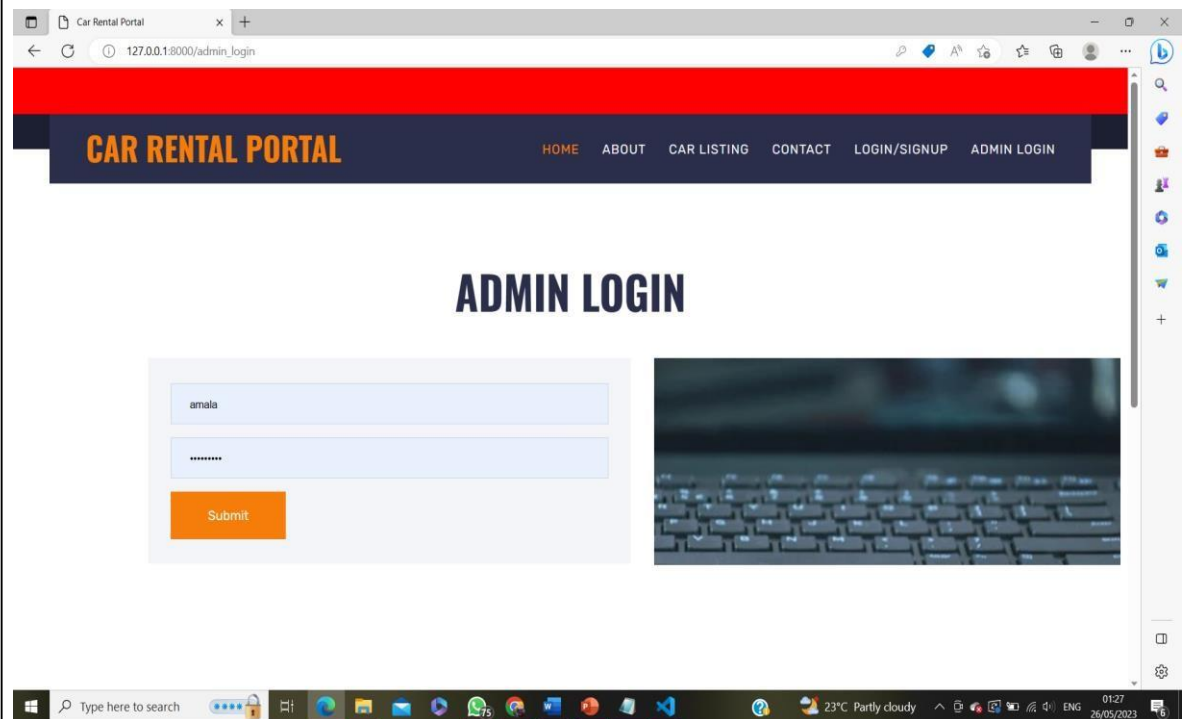 Car Rental Portal
127.0.0.1:8000/admin_login
CAR RENTAL PORTAL
HOME ABOUT CAR LISTING CONTACT LOGIN/SIGNUP ADMIN LOGIN
ADMIN LOGIN
amala
•••••••••
Submit
Type here to search
75
23°C Partly cloudy
ENG
01:27
26/05/2023
6